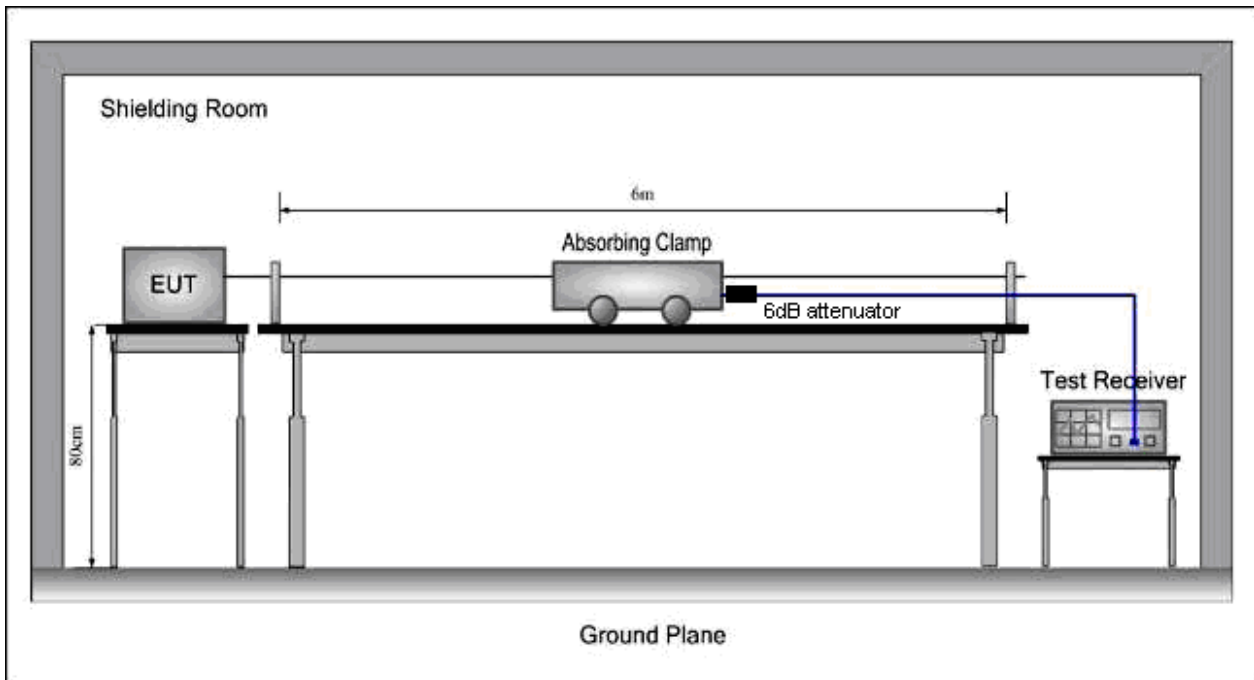 Shielding Room
6m
Absorbing Clamp
EUT
6dB attenuator
Test Receiver
80cm
Ground Plane